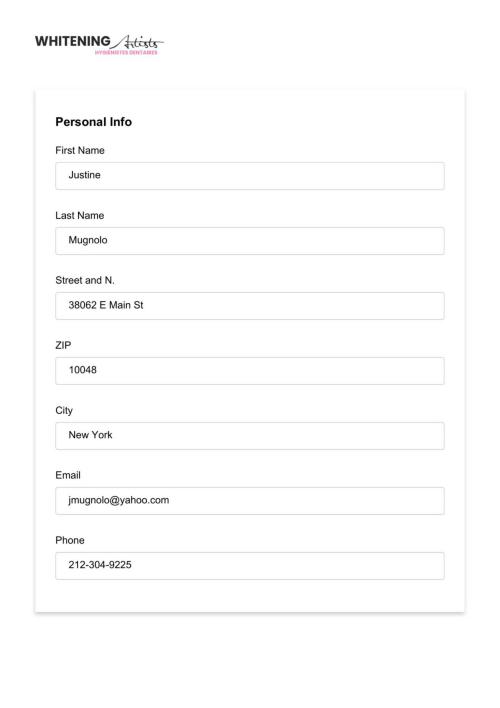 WHITENING Artists
HYGIÉNISTES DENTAIRES
Personal Info
First Name
Justine
Last Name
Mugnolo
Street and N.
38062 E Main St
ZIP
10048
City
New York
Email
jmugnolo@yahoo.com
Phone
212-304-9225